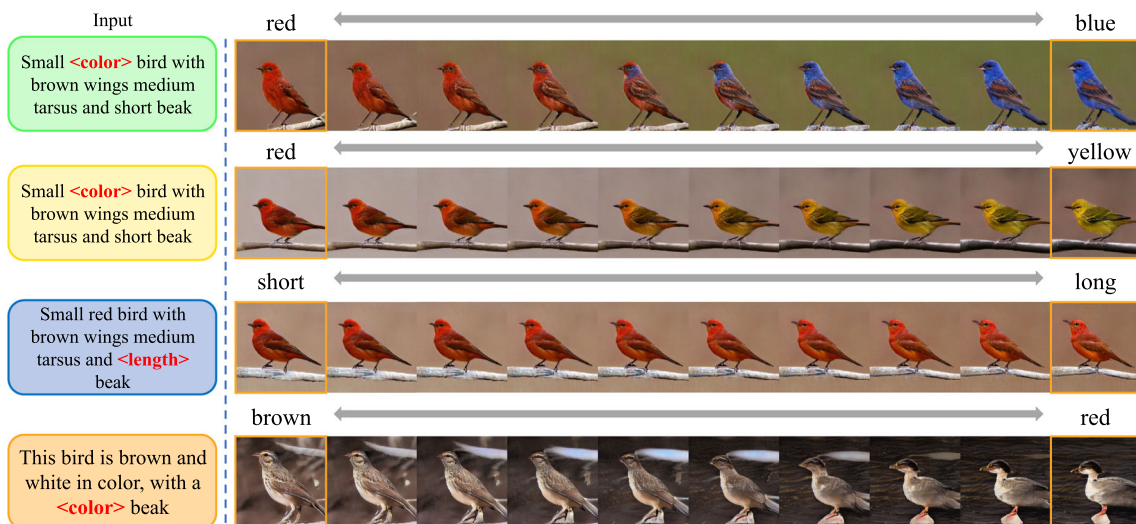 Input
red
blue
Small <color> bird with
brown wings medium
tarsus and short beak
red
yellow
Small <color> bird with
brown wings medium
tarsus and short beak
short
long
Small red bird with
brown wings medium
tarsus and <length>
beak
brown
red
This bird is brown and
white in color, with a
<color> beak